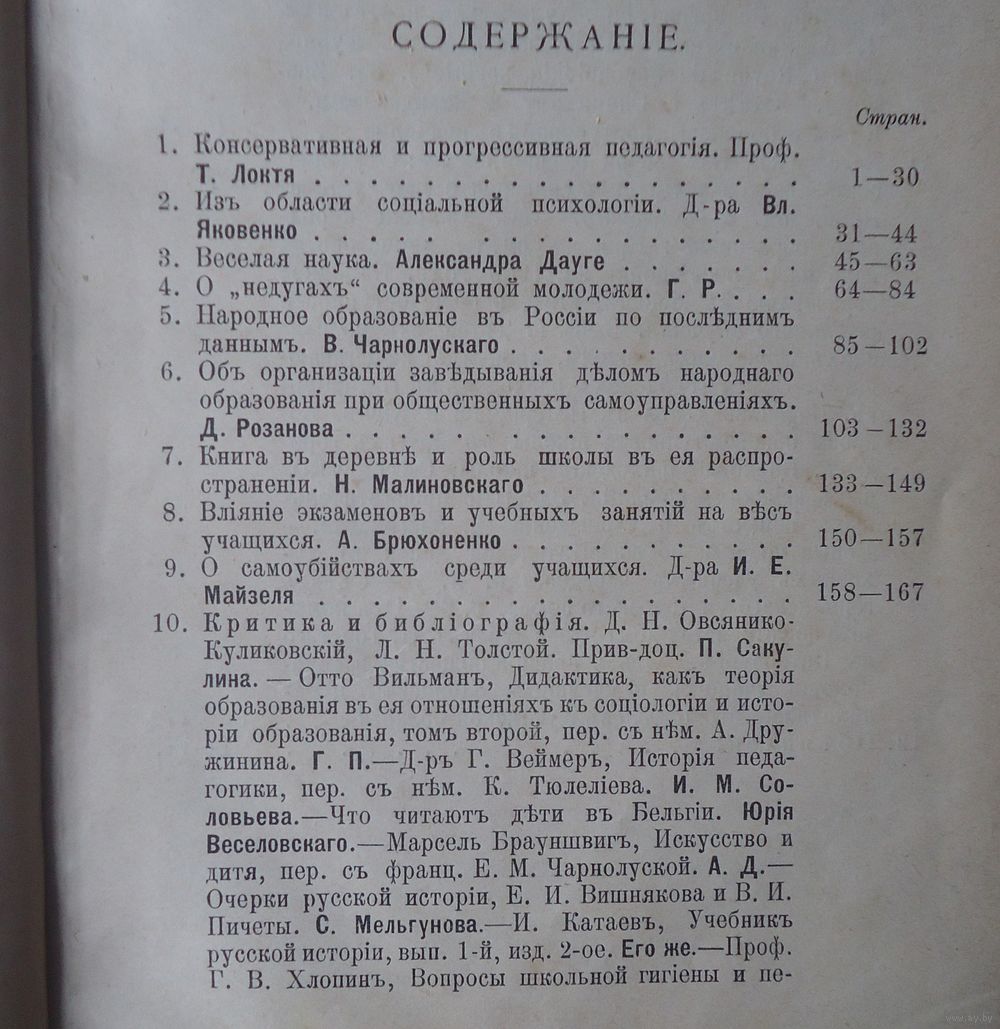 СОДЕРЖАНІЕ.
Стран.
1. Консервативная и прогрессивная педагогія. Проф.
Т. Локтя . . . . . . . . . . . . . . . . . . 1—30
2. Изъ области соціальной психологіи. Д-ра Вл.
Яковенко . . . . . . . . . . . . . . . . . 31—44
3. Веселая наука. Александра Дауге . . . . . . . 45—63
4. О „недугахъ“ современной молодежи. Г. Р. . . . 64—84
5. Народное образованіе въ Россіи по послѣднимъ
даннымъ. В. Чарнолускаго . . . . . . . . . . . 85—102
6. Объ организаціи завѣдыванія дѣломъ народнаго
образованія при общественныхъ самоуправленіяхъ.
Д. Розанова . . . . . . . . . . . . . . . . 103—132
7. Книга въ деревнѣ и роль школы въ ея распро-
страненіи. Н. Малиновскаго . . . . . . . . . . 133—149
8. Вліяніе экзаменовъ и учебныхъ занятій на вѣсъ
учащихся. А. Брюхоненко . . . . . . . . . . . 150—157
9. О самоубійствахъ среди учащихся. Д-ра И. Е.
Майзеля . . . . . . . . . . . . . . . . . . 158—167
10. Критика и библіографія. Д. Н. Овсянико-
Куликовскій, Л. Н. Толстой. Прив-доц. П. Саку-
лина. — Отто Вильманъ, Дидактика, какъ теорія
образованія въ ея отношеніяхъ къ соціологіи и исто-
ріи образованія, томъ второй, пер. съ нѣм. А. Дру-
жинина. Г. П.—Д-ръ Г. Веймеръ, Исторія педа-
гогики, пер. съ нѣм. К. Тюлеліева. И. М. Со-
ловьева.—Что читаютъ дѣти въ Бельгіи. Юрія
Веселовскаго.—Марсель Брауншвигъ, Искусство и
дитя, пер. съ франц. Е. М. Чарнолуской. А. Д.—
Очерки русской исторіи, Е. И. Вишнякова и В. И.
Пичеты. С. Мельгунова.—И. Катаевъ, Учебникъ
русской исторіи, вып. 1-й, изд. 2-ое. Его же.—Проф.
Г. В. Хлопинъ, Вопросы школьной гигіены и пе-
www.ay.by